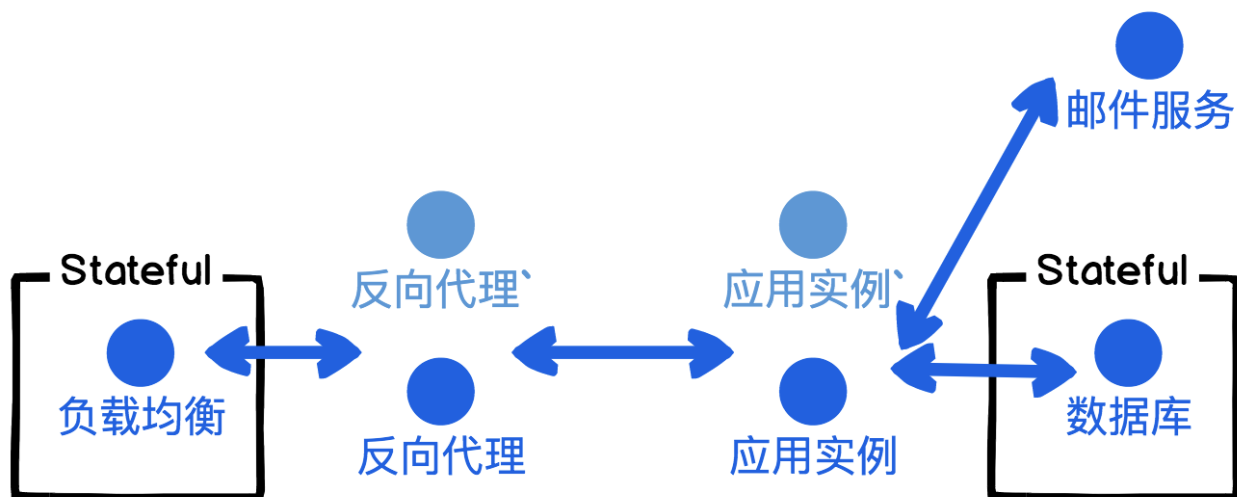 邮件服务
Stateful
反向代理`
应用实例`
Stateful
负载均衡
反向代理
应用实例
数据库